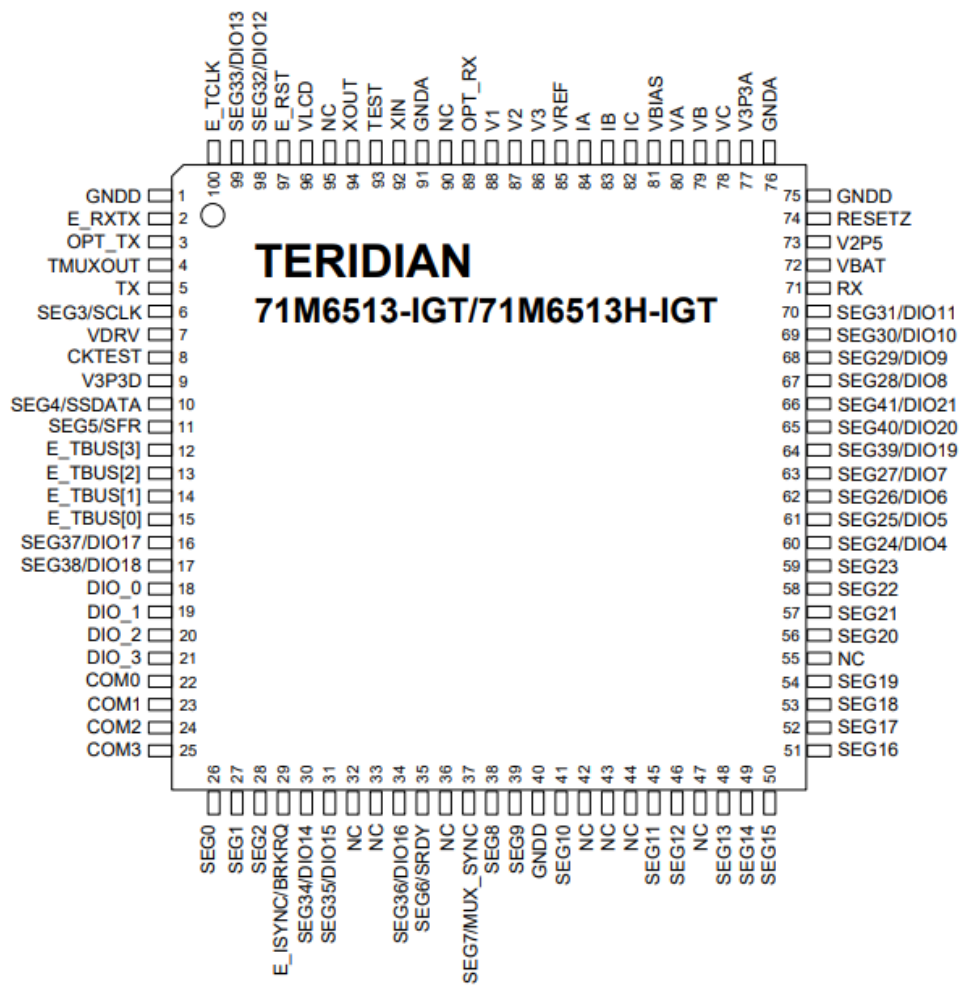 E_TCLK
SEG33/DIO13
SEG32/DIO12
E_RST
VLCD
NC
XOUT
TEST
XIN
GNDA
NC
OPT_RX
V1
V2
V3
VREF
IA
IB
IC
VBIAS
VA
VB
VC
V3P3A
GNDA
100
99
98
97
96
95
94
93
92
91
90
89
88
87
86
85
84
83
82
81
80
79
78
77
76
GNDD 1
E_RXTX 2
OPT_TX 3
TMUXOUT 4
TX 5
SEG3/SCLK 6
VDRV 7
CKTEST 8
V3P3D 9
SEG4/SSDATA 10
SEG5/SFR 11
E_TBUS[3] 12
E_TBUS[2] 13
E_TBUS[1] 14
E_TBUS[0] 15
SEG37/DIO17 16
SEG38/DIO18 17
DIO_0 18
DIO_1 19
DIO_2 20
DIO_3 21
COM0 22
COM1 23
COM2 24
COM3 25
TERIDIAN
71M6513-IGT/71M6513H-IGT
75 GNDD
74 RESETZ
73 V2P5
72 VBAT
71 RX
70 SEG31/DIO11
69 SEG30/DIO10
68 SEG29/DIO9
67 SEG28/DIO8
66 SEG41/DIO21
65 SEG40/DIO20
64 SEG39/DIO19
63 SEG27/DIO7
62 SEG26/DIO6
61 SEG25/DIO5
60 SEG24/DIO4
59 SEG23
58 SEG22
57 SEG21
56 SEG20
55 NC
54 SEG19
53 SEG18
52 SEG17
51 SEG16
26
27
28
29
30
31
32
33
34
35
36
37
38
39
40
41
42
43
44
45
46
47
48
49
50
SEG0
SEG1
SEG2
E_ISYNC/BRKRQ
SEG34/DIO14
SEG35/DIO15
NC
NC
SEG36/DIO16
SEG6/SRDY
NC
SEG7/MUX_SYNC
SEG8
SEG9
GNDD
SEG10
NC
NC
NC
SEG11
SEG12
NC
SEG13
SEG14
SEG15